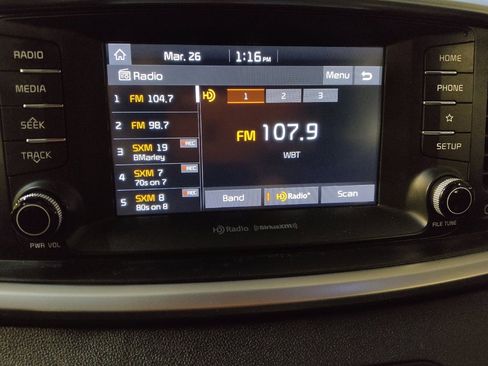 Mar. 26 1:16 PM
Radio Menu
1 FM 104.7
2 FM 98.7
3 SXM 19 REC
BMarley
4 SXM 7 REC
70s on 7
5 SXM 8 REC
80s on 8
HD 1 2 3
FM 107.9
WBT
Band HD Radio Scan
RADIO
MEDIA
SEEK
TRACK
PWR VOL
HOME
PHONE
SETUP
FILE TUNE
HD Radio ((SiriusXM))